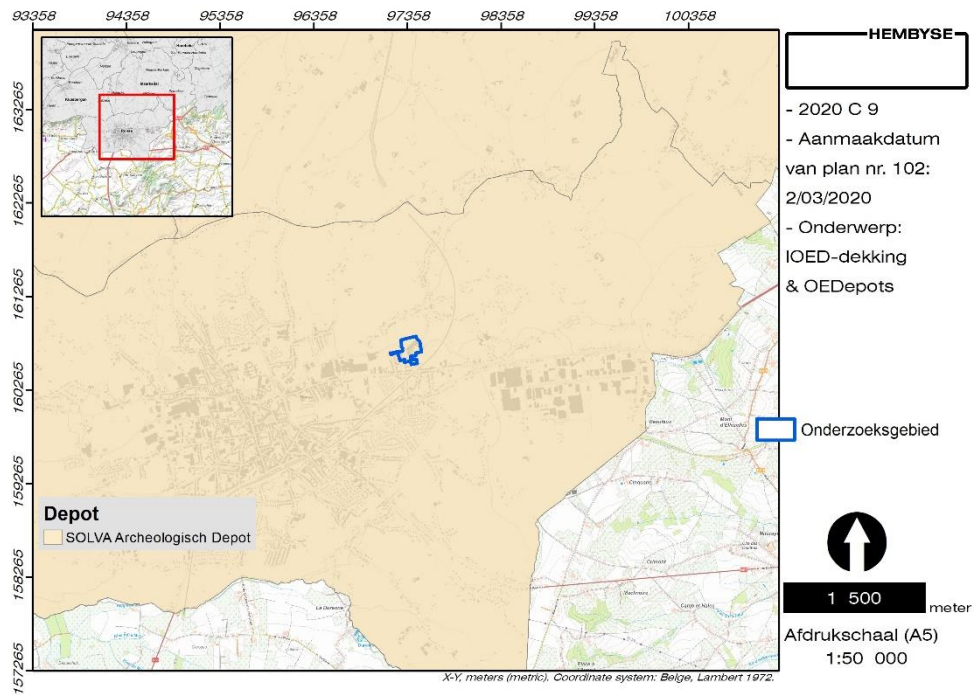 93358 94358 95358 96358 97358 98358 99358 100358
163265
162265
161265
160265
159265
158265
157265
HEMBYSE
- 2020 C 9
- Aanmaakdatum
van plan nr. 102:
2/03/2020
- Onderwerp:
IOED-dekking
& OEDepots
Onderzoeksgebied
Depot
SOLVA Archeologisch Depot
1 500
meter
Afdrukschaal (A5)
1:50 000
X-Y, meters (metric). Coordinate system: Belge, Lambert 1972.